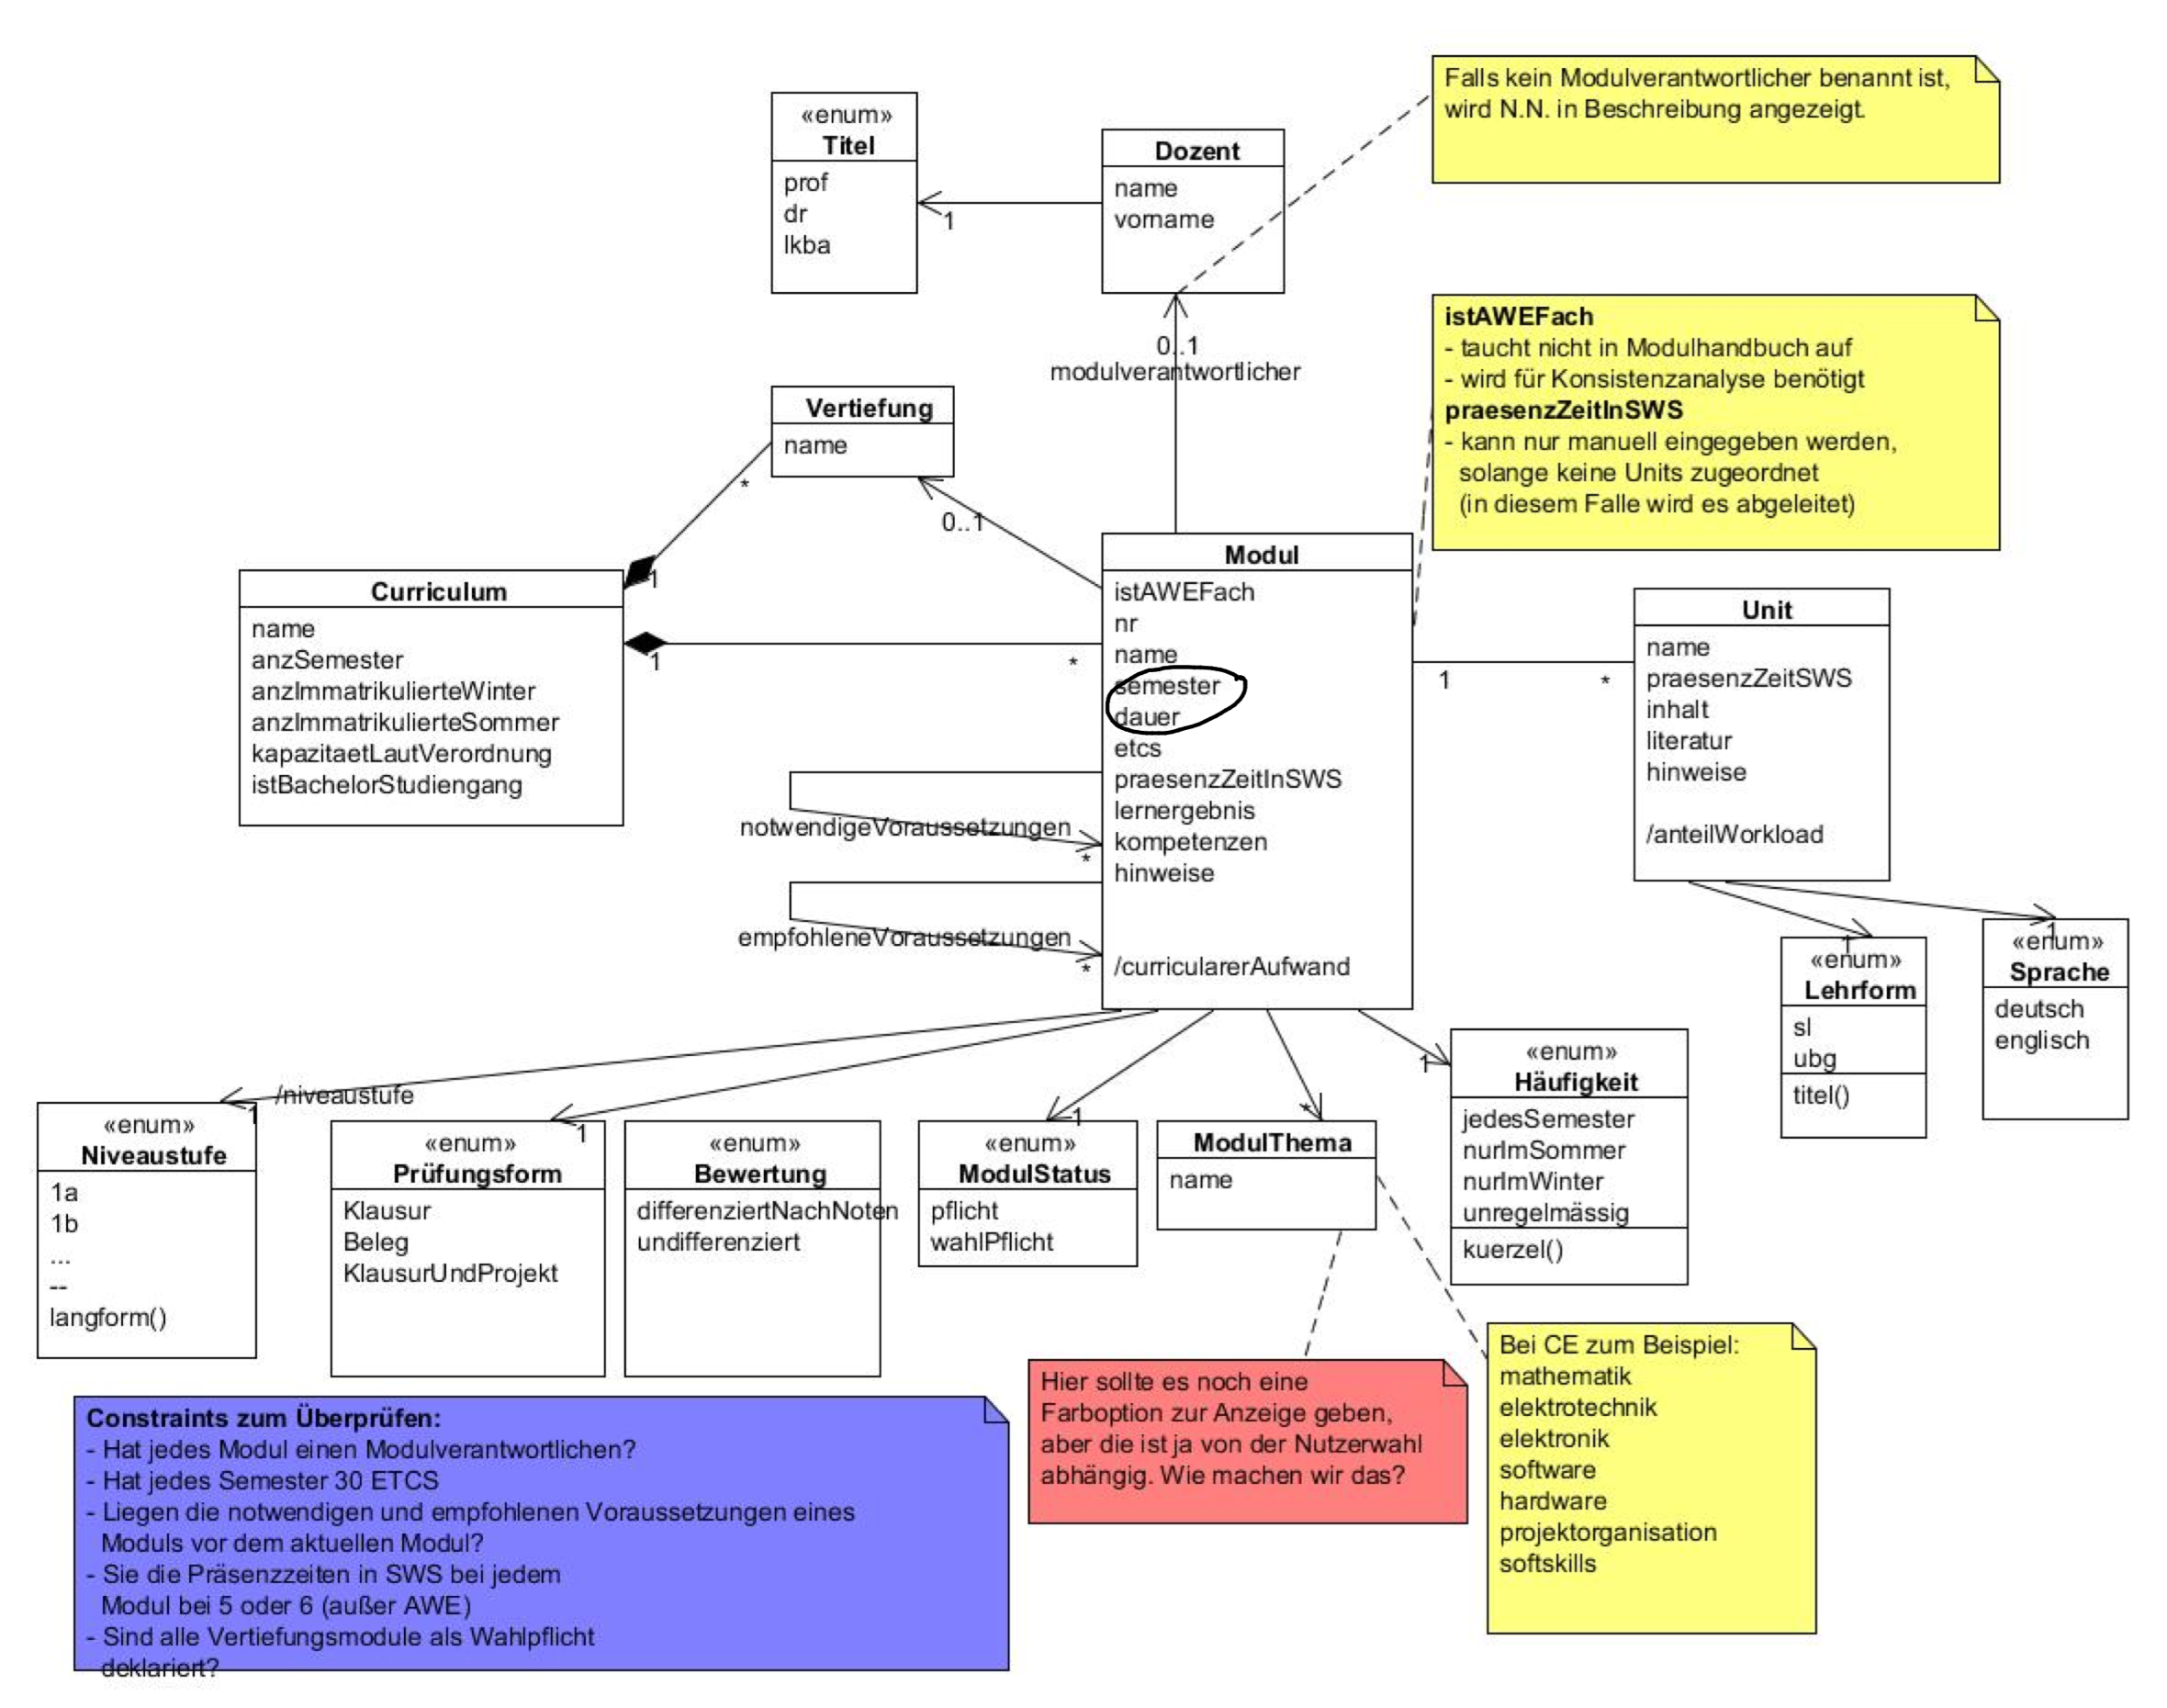 Falls kein Modulverantwortlicher benannt ist,
wird N.N. in Beschreibung angezeigt.
«enum»
Titel
prof
dr
lkba
1
Dozent
name
vorname
0..1
modulverantwortlicher
istAWEFach
- taucht nicht in Modulhandbuch auf
- wird für Konsistenzanalyse benötigt
praesenzZeitInSWS
- kann nur manuell eingegeben werden,
solange keine Units zugeordnet
(in diesem Falle wird es abgeleitet)
Vertiefung
name
*
0..1
1
Curriculum
name
anzSemester
anzImmatrikulierteWinter
anzImmatrikulierteSommer
kapazitaetLautVerordnung
istBachelorStudiengang
1
*
Modul
istAWEFach
nr
name
semester
dauer
etcs
praesenzZeitInSWS
lernergebnis
kompetenzen
hinweise
/curricularerAufwand
notwendigeVoraussetzungen
*
empfohleneVoraussetzungen
*
1
*
Unit
name
praesenzZeitSWS
inhalt
literatur
hinweise
/anteilWorkload
1
«enum»
Lehrform
sl
ubg
titel()
1
«enum»
Sprache
deutsch
englisch
/niveaustufe
1
«enum»
Niveaustufe
1a
1b
...
--
langform()
1
«enum»
Prüfungsform
Klausur
Beleg
KlausurUndProjekt
«enum»
Bewertung
differenziertNachNoten
undifferenziert
1
«enum»
ModulStatus
pflicht
wahlPflicht
*
ModulThema
name
1
«enum»
Häufigkeit
jedesSemester
nurImSommer
nurImWinter
unregelmässig
kuerzel()
Constraints zum Überprüfen:
- Hat jedes Modul einen Modulverantwortlichen?
- Hat jedes Semester 30 ETCS
- Liegen die notwendigen und empfohlenen Voraussetzungen eines
Moduls vor dem aktuellen Modul?
- Sie die Präsenzzeiten in SWS bei jedem
Modul bei 5 oder 6 (außer AWE)
- Sind alle Vertiefungsmodule als Wahlpflicht
deklariert?
Hier sollte es noch eine
Farboption zur Anzeige geben,
aber die ist ja von der Nutzerwahl
abhängig. Wie machen wir das?
Bei CE zum Beispiel:
mathematik
elektrotechnik
elektronik
software
hardware
projektorganisation
softskills